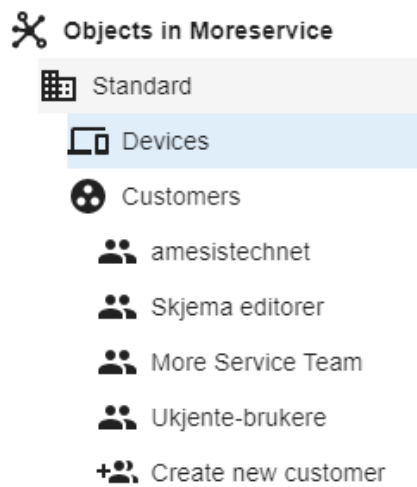 Objects in Moreservice
Standard
Devices
Customers
amesistechnet
Skjema editorer
More Service Team
Ukjente-brukere
Create new customer